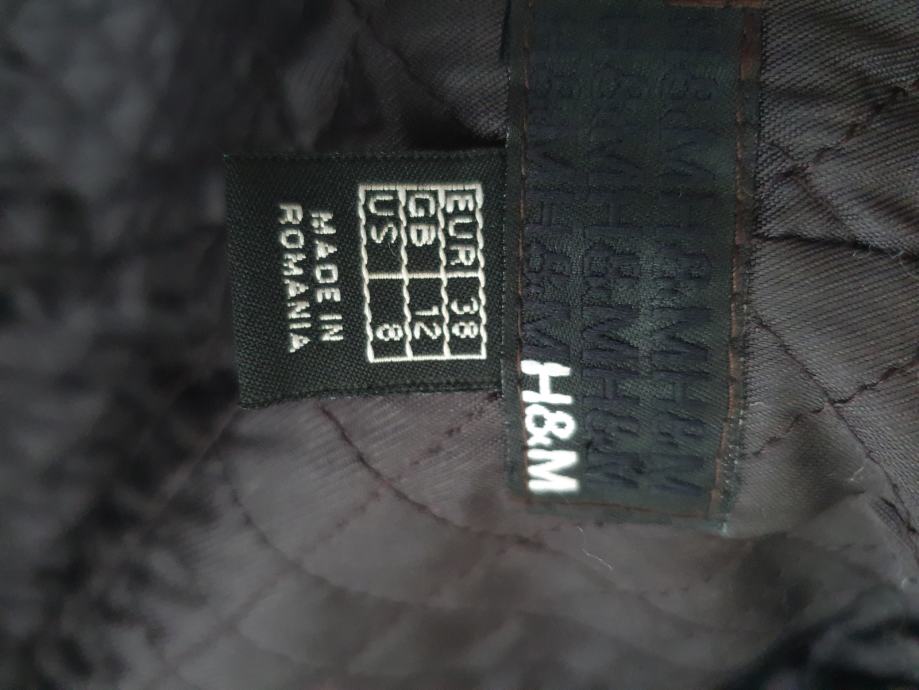 H&M
EUR 38
GB 12
US 8
MADE IN
ROMANIA